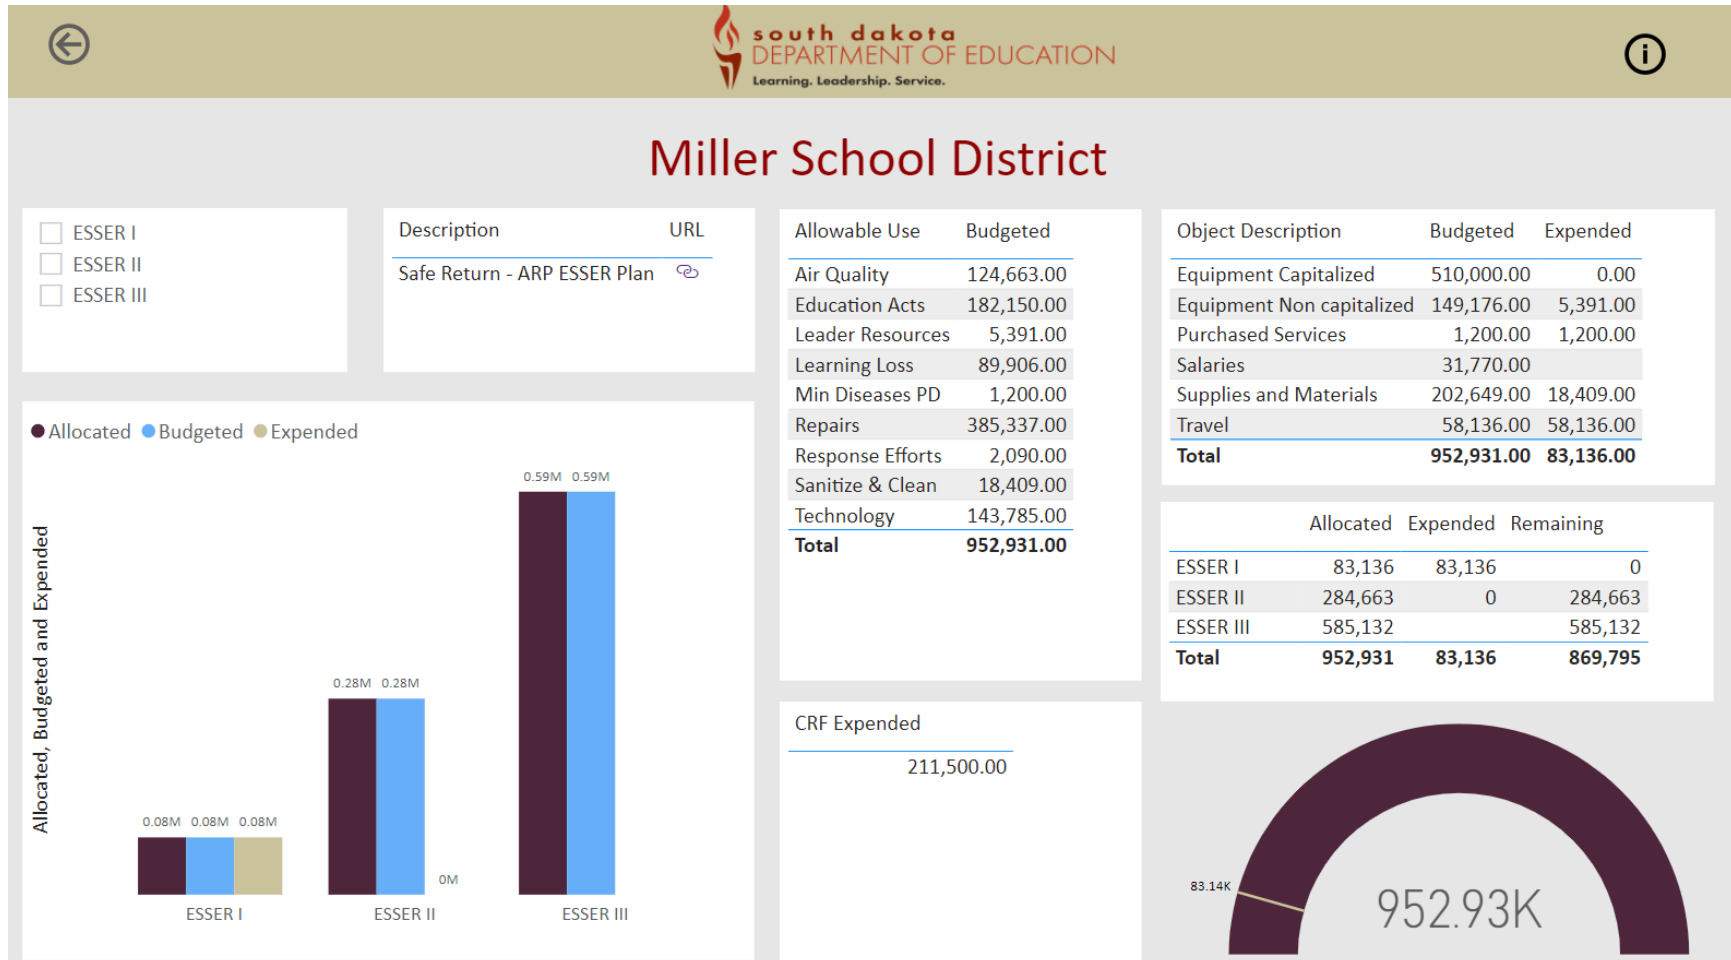 south dakota
DEPARTMENT OF EDUCATION
Learning. Leadership. Service.
i
Miller School District
ESSER I
ESSER II
ESSER III
Description URL
Safe Return - ARP ESSER Plan
Allocated Budgeted Expended
Allocated, Budgeted and Expended
0.59M 0.59M
0.28M 0.28M
0.08M 0.08M 0.08M
0M
ESSER I ESSER II ESSER III
Allowable Use Budgeted
Air Quality 124,663.00
Education Acts 182,150.00
Leader Resources 5,391.00
Learning Loss 89,906.00
Min Diseases PD 1,200.00
Repairs 385,337.00
Response Efforts 2,090.00
Sanitize & Clean 18,409.00
Technology 143,785.00
Total 952,931.00
CRF Expended
211,500.00
Object Description Budgeted Expended
Equipment Capitalized 510,000.00 0.00
Equipment Non capitalized 149,176.00 5,391.00
Purchased Services 1,200.00 1,200.00
Salaries 31,770.00
Supplies and Materials 202,649.00 18,409.00
Travel 58,136.00 58,136.00
Total 952,931.00 83,136.00
Allocated Expended Remaining
ESSER I 83,136 83,136 0
ESSER II 284,663 0 284,663
ESSER III 585,132 585,132
Total 952,931 83,136 869,795
83.14K
952.93K